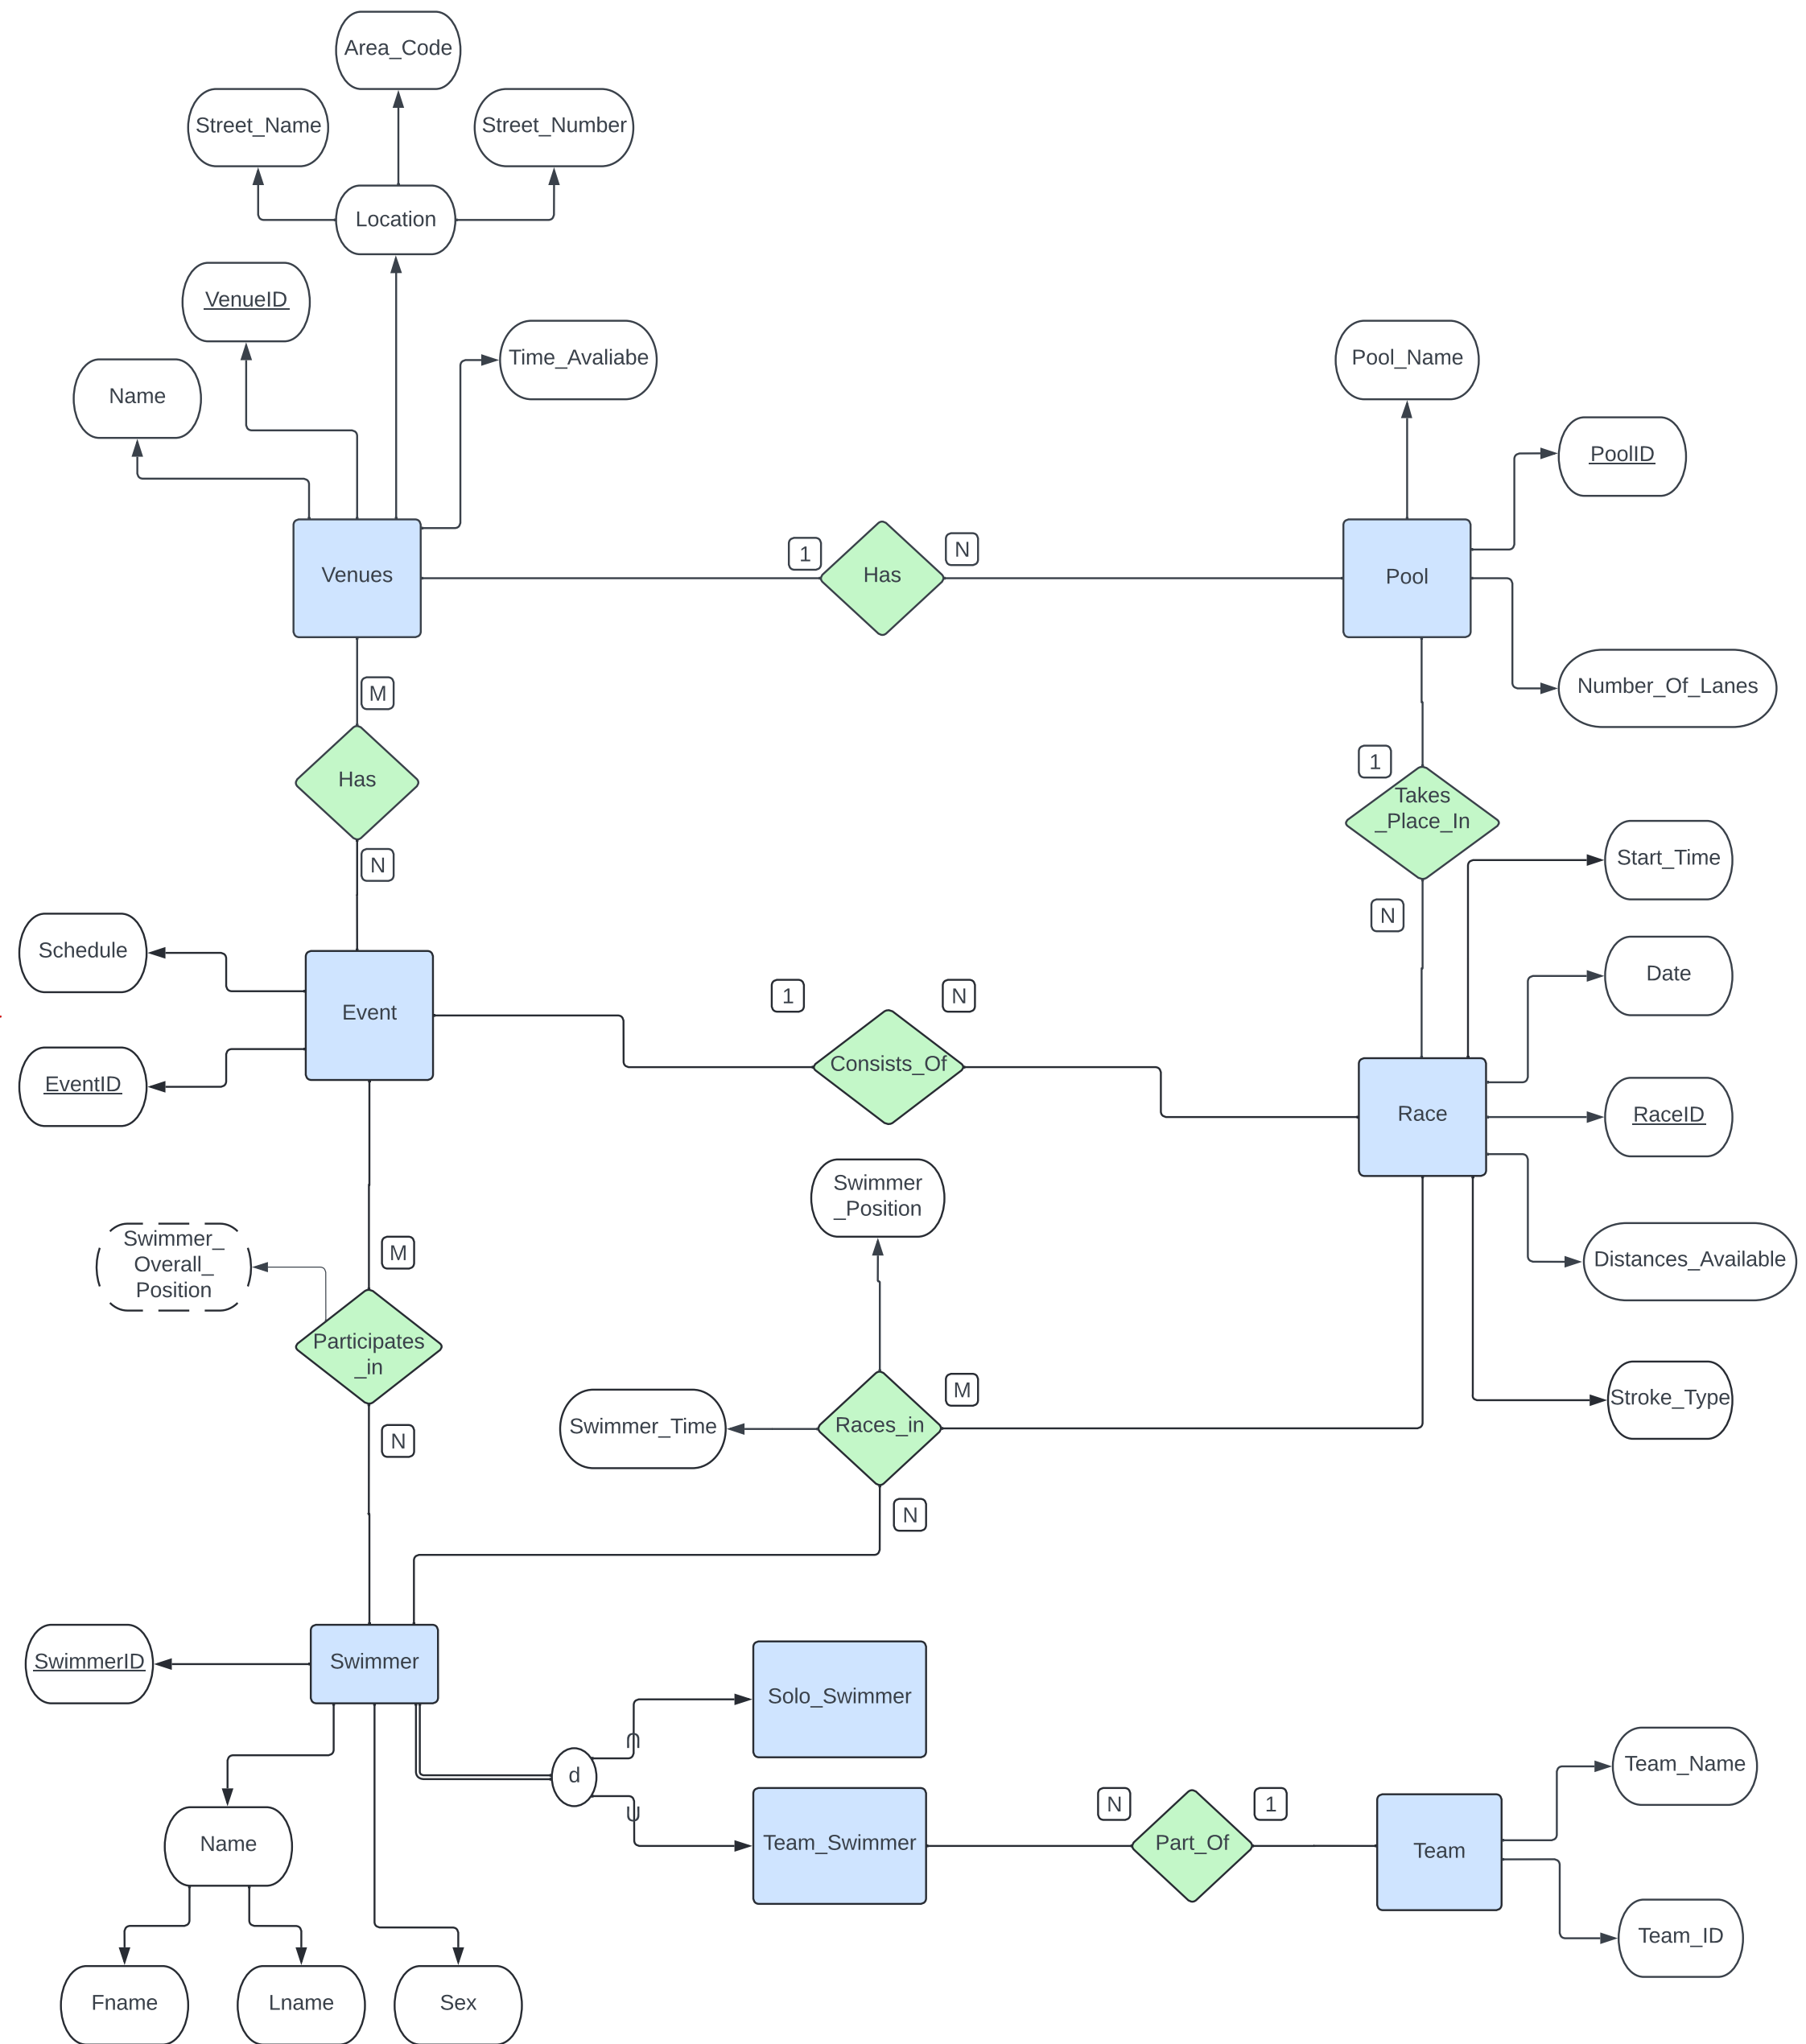 Area_Code
Street_Name
Street_Number
Location
VenueID
Time_Avaliabe
Name
Pool_Name
PoolID
Venues
1
Has
N
Pool
M
Number_Of_Lanes
Has
1
Takes
_Place_In
N
Start_Time
N
Schedule
Date
Event
1
N
Consists_Of
EventID
Race
RaceID
Swimmer
_Position
Swimmer_
Overall_
Position
M
Distances_Available
Participates
_in
M
N
Swimmer_Time
Races_in
Stroke_Type
N
SwimmerID
Swimmer
Solo_Swimmer
∩
d
∪
Team_Swimmer
N
Part_Of
1
Team
Team_Name
Name
Team_ID
Fname
Lname
Sex